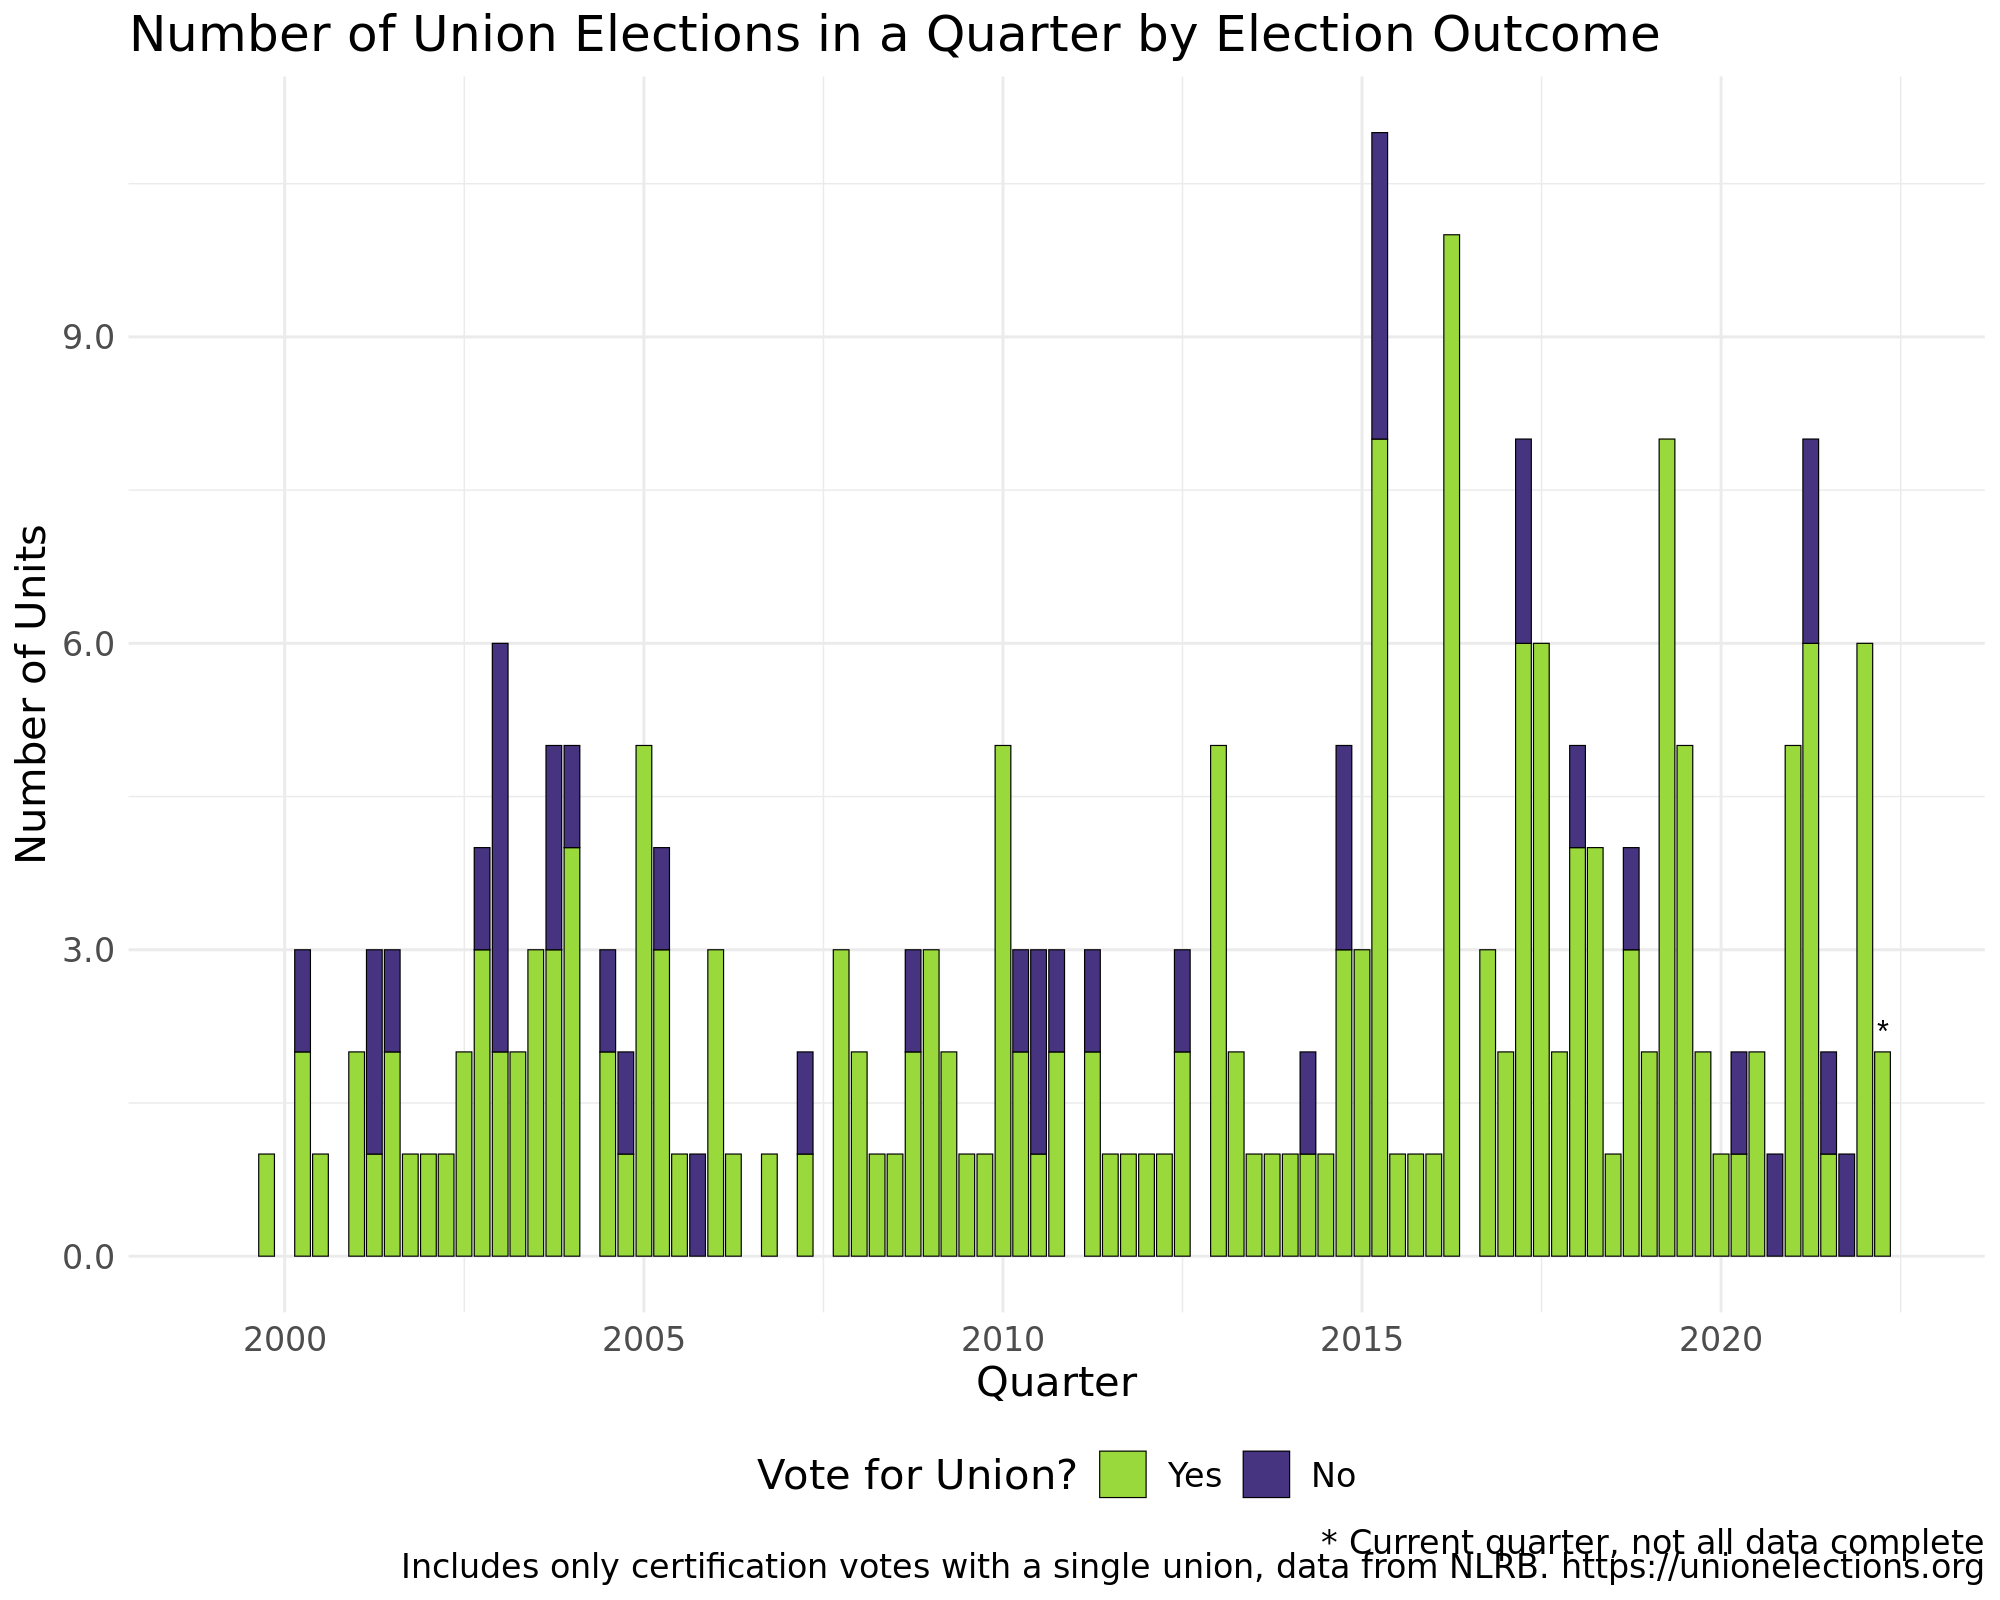 Number of Union Elections in a Quarter by Election Outcome
Number of Units
9.0
6.0
3.0
0.0
*
2000 2005 2010 2015 2020
Quarter
Vote for Union? Yes No
* Current quarter, not all data complete
Includes only certification votes with a single union, data from NLRB. https://unionelections.org